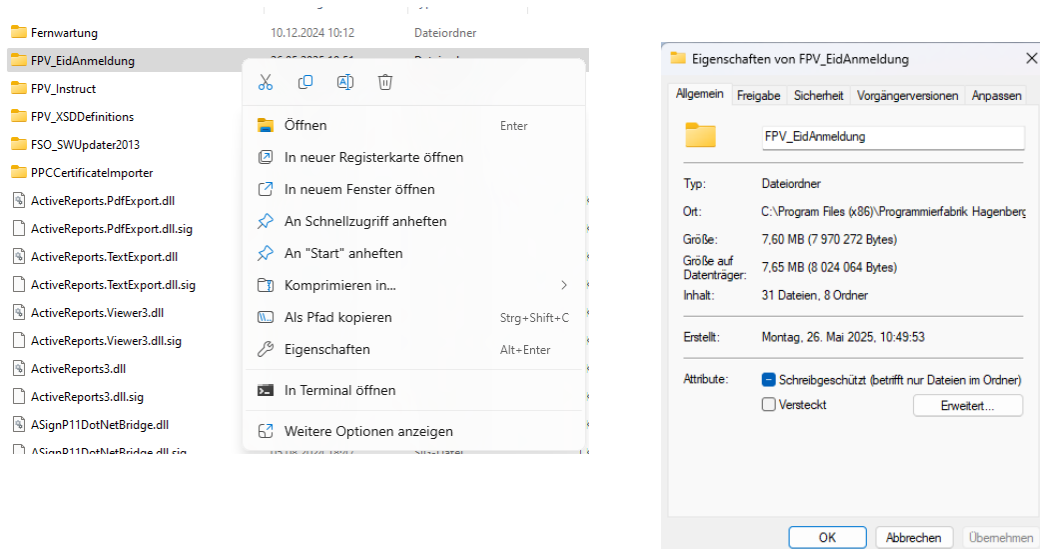 Fernwartung 10.12.2024 10:12 Dateiordner
FPV_EidAnmeldung
FPV_Instruct
FPV_XSDDefinitions
FSO_SWUpdater2013
PPCCertificateImporter
ActiveReports.PdfExport.dll
ActiveReports.PdfExport.dll.sig
ActiveReports.TextExport.dll
ActiveReports.TextExport.dll.sig
ActiveReports.Viewer3.dll
ActiveReports.Viewer3.dll.sig
ActiveReports3.dll
ActiveReports3.dll.sig
ASignP11DotNetBridge.dll
ASignP11DotNetBridge.dll.sig
Öffnen Enter
In neuer Registerkarte öffnen
In neuem Fenster öffnen
An Schnellzugriff anheften
An "Start" anheften
Komprimieren in...
Als Pfad kopieren Strg+Shift+C
Eigenschaften Alt+Enter
In Terminal öffnen
Weitere Optionen anzeigen
Eigenschaften von FPV_EidAnmeldung
Allgemein Freigabe Sicherheit Vorgängerversionen Anpassen
FPV_EidAnmeldung
Typ: Dateiordner
Ort: C:\Program Files (x86)\Programmierfabrik Hagenberg
Größe: 7,60 MB (7 970 272 Bytes)
Größe auf
Datenträger: 7,65 MB (8 024 064 Bytes)
Inhalt: 31 Dateien, 8 Ordner
Erstellt: Montag, 26. Mai 2025, 10:49:53
Attribute: Schreibgeschützt (betrifft nur Dateien im Ordner)
Versteckt Erweitert...
OK Abbrechen Übernehmen